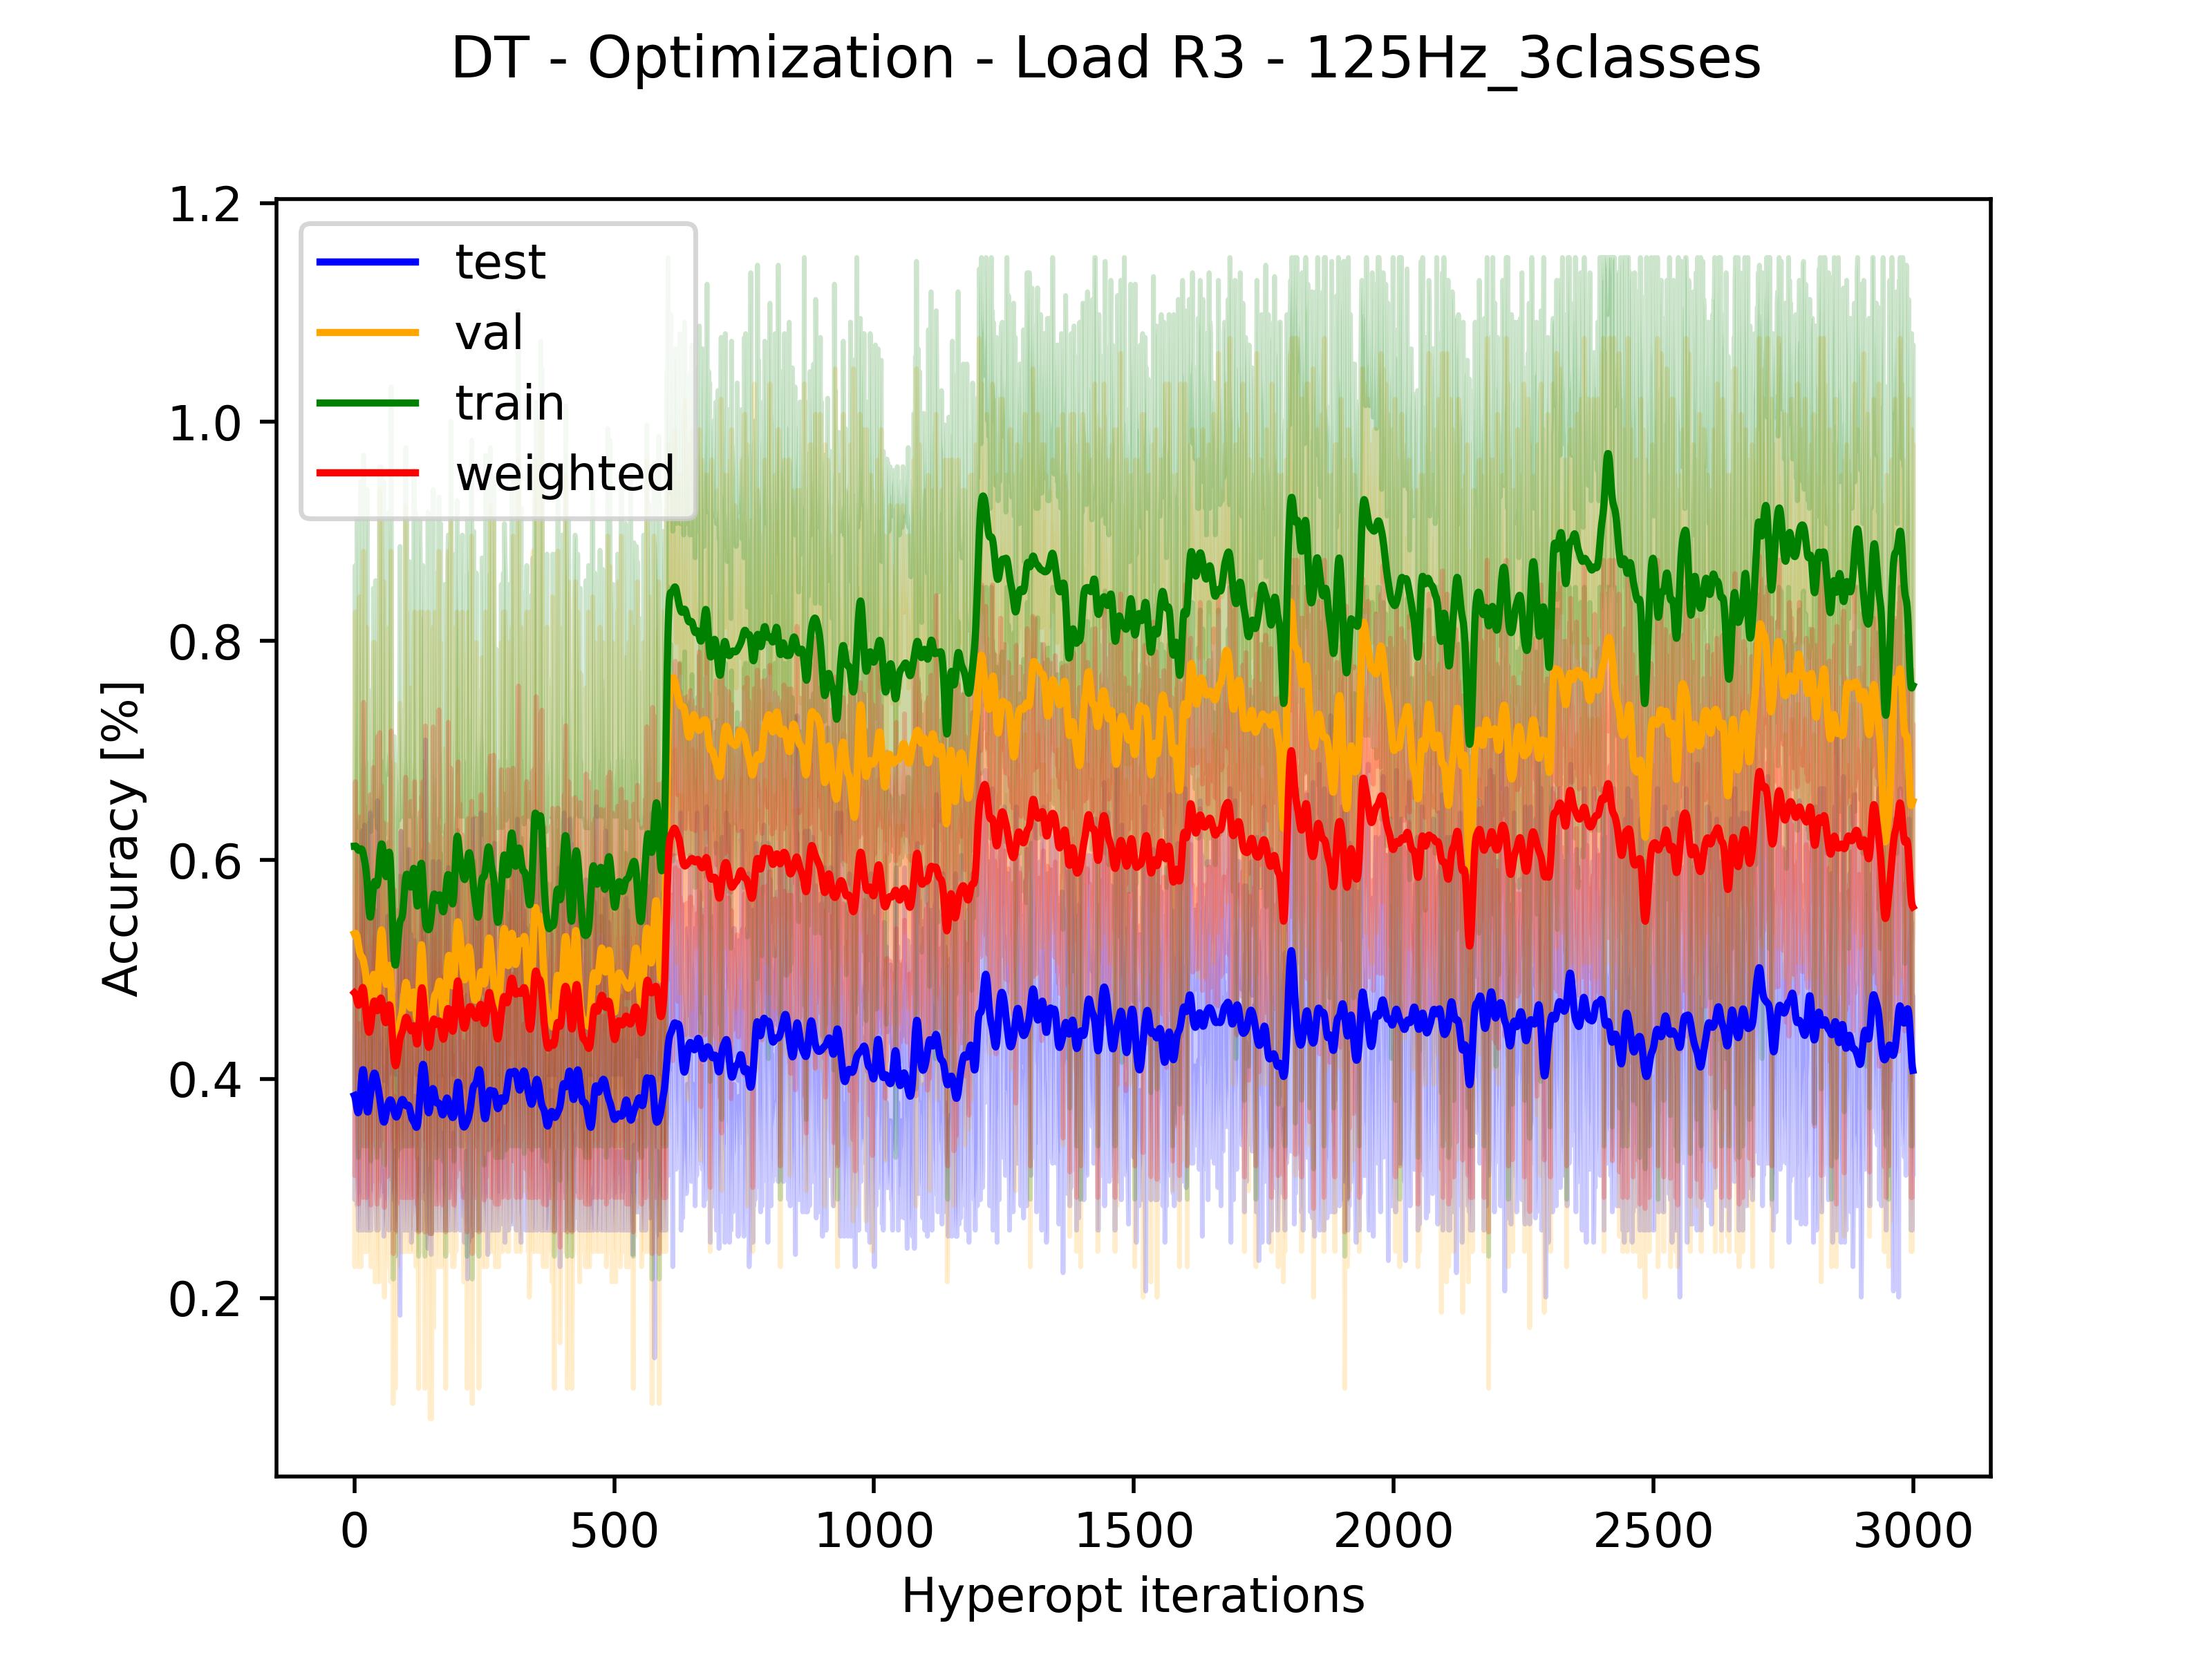 DT - Optimization - Load R3 - 125Hz_3classes
test
val
train
weighted
Accuracy [%]
1.2
1.0
0.8
0.6
0.4
0.2
0
500
1000
1500
2000
2500
3000
Hyperopt iterations